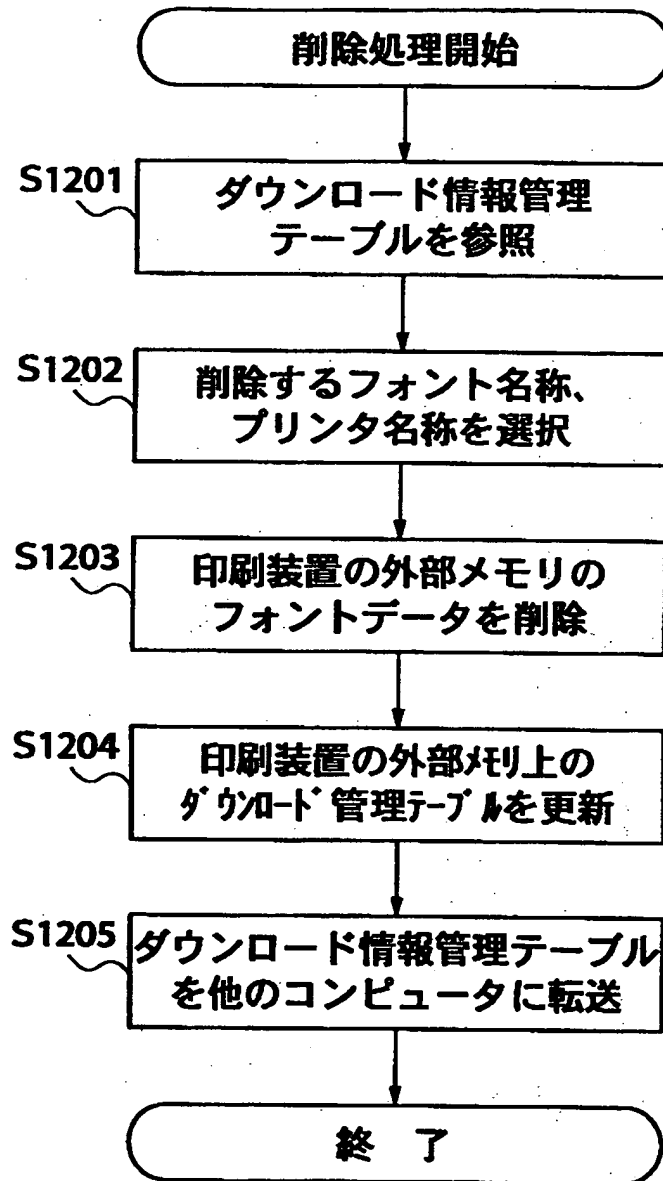 削除処理開始
S1201
ダウンロード情報管理
テーブルを参照
S1202
削除するフォント名称、
プリンタ名称を選択
S1203
印刷装置の外部メモリの
フォントデータを削除
S1204
印刷装置の外部ﾒﾓﾘ上の
ﾀﾞｳﾝﾛｰﾄﾞ管理ﾃｰﾌﾞﾙを更新
S1205
ダウンロード情報管理テーブル
を他のコンピュータに転送
終 了